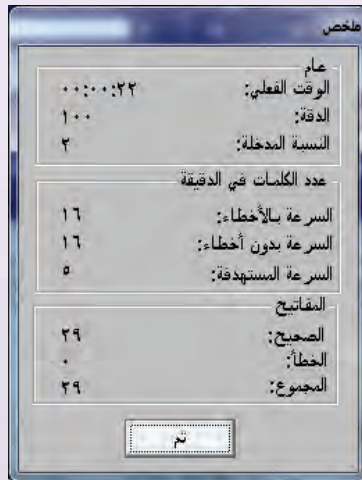 ملخص
عام
الوقت الفعلي: ٠٠:٠٠:٢٢
الدقة: ١٠٠
النسبة المدخلة: ٢
عدد الكلمات في الدقيقة
السرعة بالأخطاء: ١٦
السرعة بدون أخطاء: ١٦
السرعة المستهدفة: ٥
المفاتيح
الصحيح: ٢٩
الخطأ: ٠
المجموع: ٢٩
تم